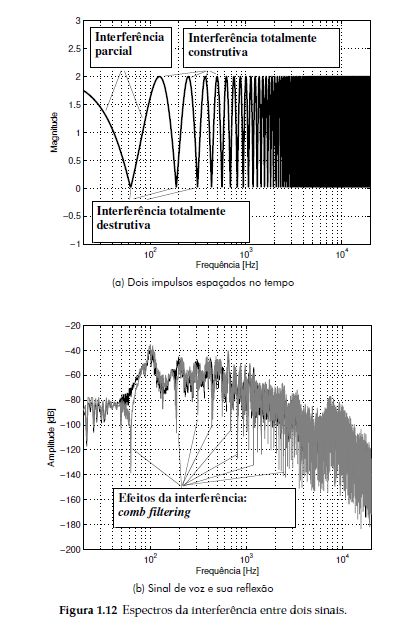 3
2.5
2
1.5
1
0.5
0
−0.5
−1
Magnitude
Interferência
parcial
Interferência totalmente
construtiva
Interferência totalmente
destrutiva
10²
10³
10⁴
Frequência [Hz]
(a) Dois impulsos espaçados no tempo
−20
−40
−60
−80
−100
−120
−140
−160
−180
−200
Amplitude [dB]
Efeitos da interferência:
comb filtering
10²
10³
10⁴
Frequência [Hz]
(b) Sinal de voz e sua reflexão
Figura 1.12 Espectros da interferência entre dois sinais.